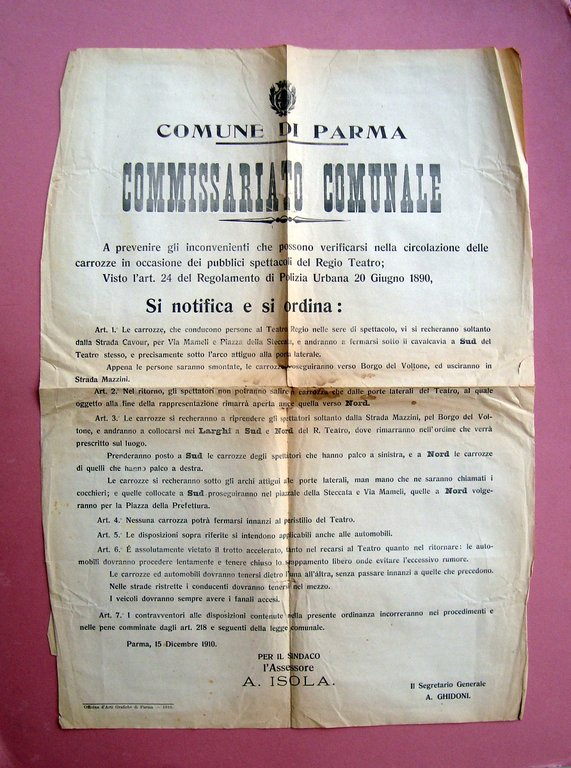 COMUNE DI PARMA
COMMISSARIATO COMUNALE
A prevenire gli inconvenienti che possono verificarsi nella circolazione delle
carrozze in occasione dei pubblici spettacoli del Regio Teatro;
Visto l'art. 24 del Regolamento di Polizia Urbana 20 Giugno 1890,
Si notifica e si ordina:
Art. 1.º Le carrozze, che conducono persone al Teatro Regio nelle sere di spettacolo, vi si recheranno soltanto
dalla Strada Cavour, per Via Mameli e Piazza della Steccata, e andranno a fermarsi sotto il cavalcavia a Sud del
Teatro stesso, e precisamente sotto l'arco attiguo alla porta laterale.
Appena le persone saranno smontate, le carrozze proseguiranno verso Borgo del Voltone, ed usciranno in
Strada Mazzini.
Art. 2.º Nel ritorno, gli spettatori non potranno salire in carrozza che dalle porte laterali del Teatro, al quale
oggetto alla fine della rappresentazione rimarrà aperta anche quella verso Nord.
Art. 3.º Le carrozze si recheranno a riprendere gli spettatori soltanto dalla Strada Mazzini, pel Borgo del Vol-
tone, e andranno a collocarsi nei Larghi a Sud e Nord del R. Teatro, dove rimarranno nell'ordine che verrà
prescritto sul luogo.
Prenderanno posto a Sud le carrozze degli spettatori che hanno palco a sinistra, e a Nord le carrozze
di quelli che hanno palco a destra.
Le carrozze si recheranno sotto gli archi attigui alle porte laterali, man mano che ne saranno chiamati i
cocchieri; e quelle collocate a Sud proseguiranno nel piazzale della Steccata e Via Mameli, quelle a Nord volge-
ranno per la Piazza della Prefettura.
Art. 4.º Nessuna carrozza potrà fermarsi innanzi al peristilio del Teatro.
Art. 5.º Le disposizioni sopra riferite si intendono applicabili anche alle automobili.
Art. 6.º É assolutamente vietato il trotto accelerato, tanto nel recarsi al Teatro quanto nel ritornare: le auto-
mobili dovranno procedere lentamente e tenere chiuso lo scappamento libero onde evitare l'eccessivo rumore.
Le carrozze ed automobili dovranno tenersi dietro l'una all'altra, senza passare innanzi a quelle che precedono.
Nelle strade ristrette i conducenti dovranno tenersi nel mezzo.
I veicoli dovranno sempre avere i fanali accesi.
Art. 7.º I contravventori alle disposizioni contenute nella presente ordinanza incorreranno nei procedimenti e
nelle pene comminate dagli art. 218 e seguenti della legge comunale.
Parma, 15 Dicembre 1910.
PER IL SINDACO
l'Assessore
A. ISOLA.
Il Segretario Generale
A. GHIDONI.
Officina d'Arti Grafiche di Parma — 1910.